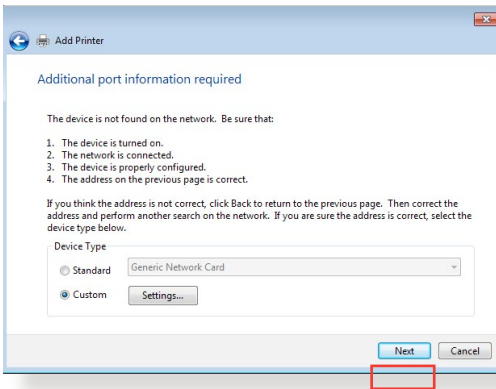 Add Printer
Additional port information required
The device is not found on the network. Be sure that:
1. The device is turned on.
2. The network is connected.
3. The device is properly configured.
4. The address on the previous page is correct.
If you think the address is not correct, click Back to return to the previous page. Then correct the
address and perform another search on the network. If you are sure the address is correct, select the
device type below.
Device Type
Standard
Generic Network Card
Custom
Settings...
Next
Cancel